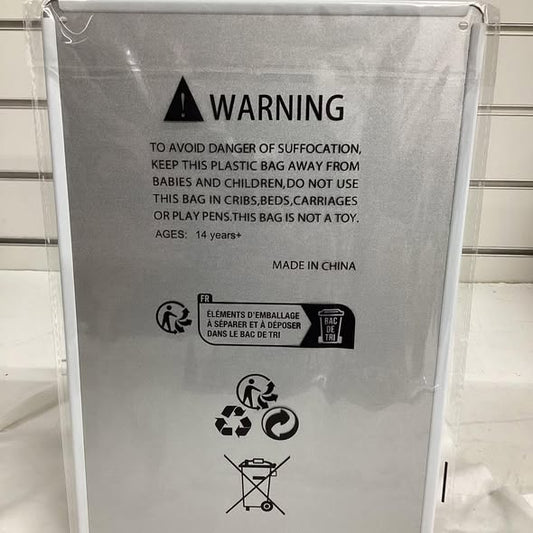 WARNING
TO AVOID DANGER OF SUFFOCATION,
KEEP THIS PLASTIC BAG AWAY FROM
BABIES AND CHILDREN,DO NOT USE
THIS BAG IN CRIBS,BEDS,CARRIAGES
OR PLAY PENS.THIS BAG IS NOT A TOY.
AGES: 14 years+
MADE IN CHINA
FR
ÉLÉMENTS D'EMBALLAGE
À SÉPARER ET À DÉPOSER
DANS LE BAC DE TRI
BAC
DE
TRI